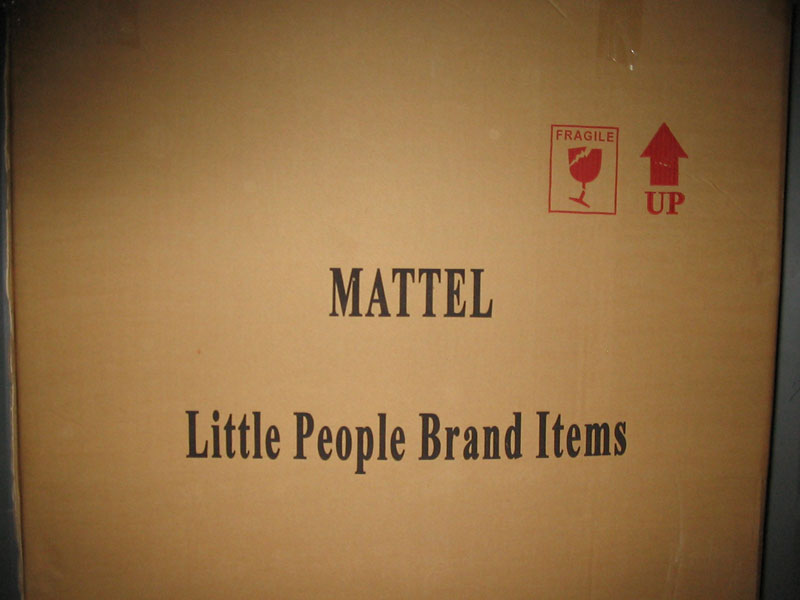 FRAGILE
UP
MATTEL
Little People Brand Items